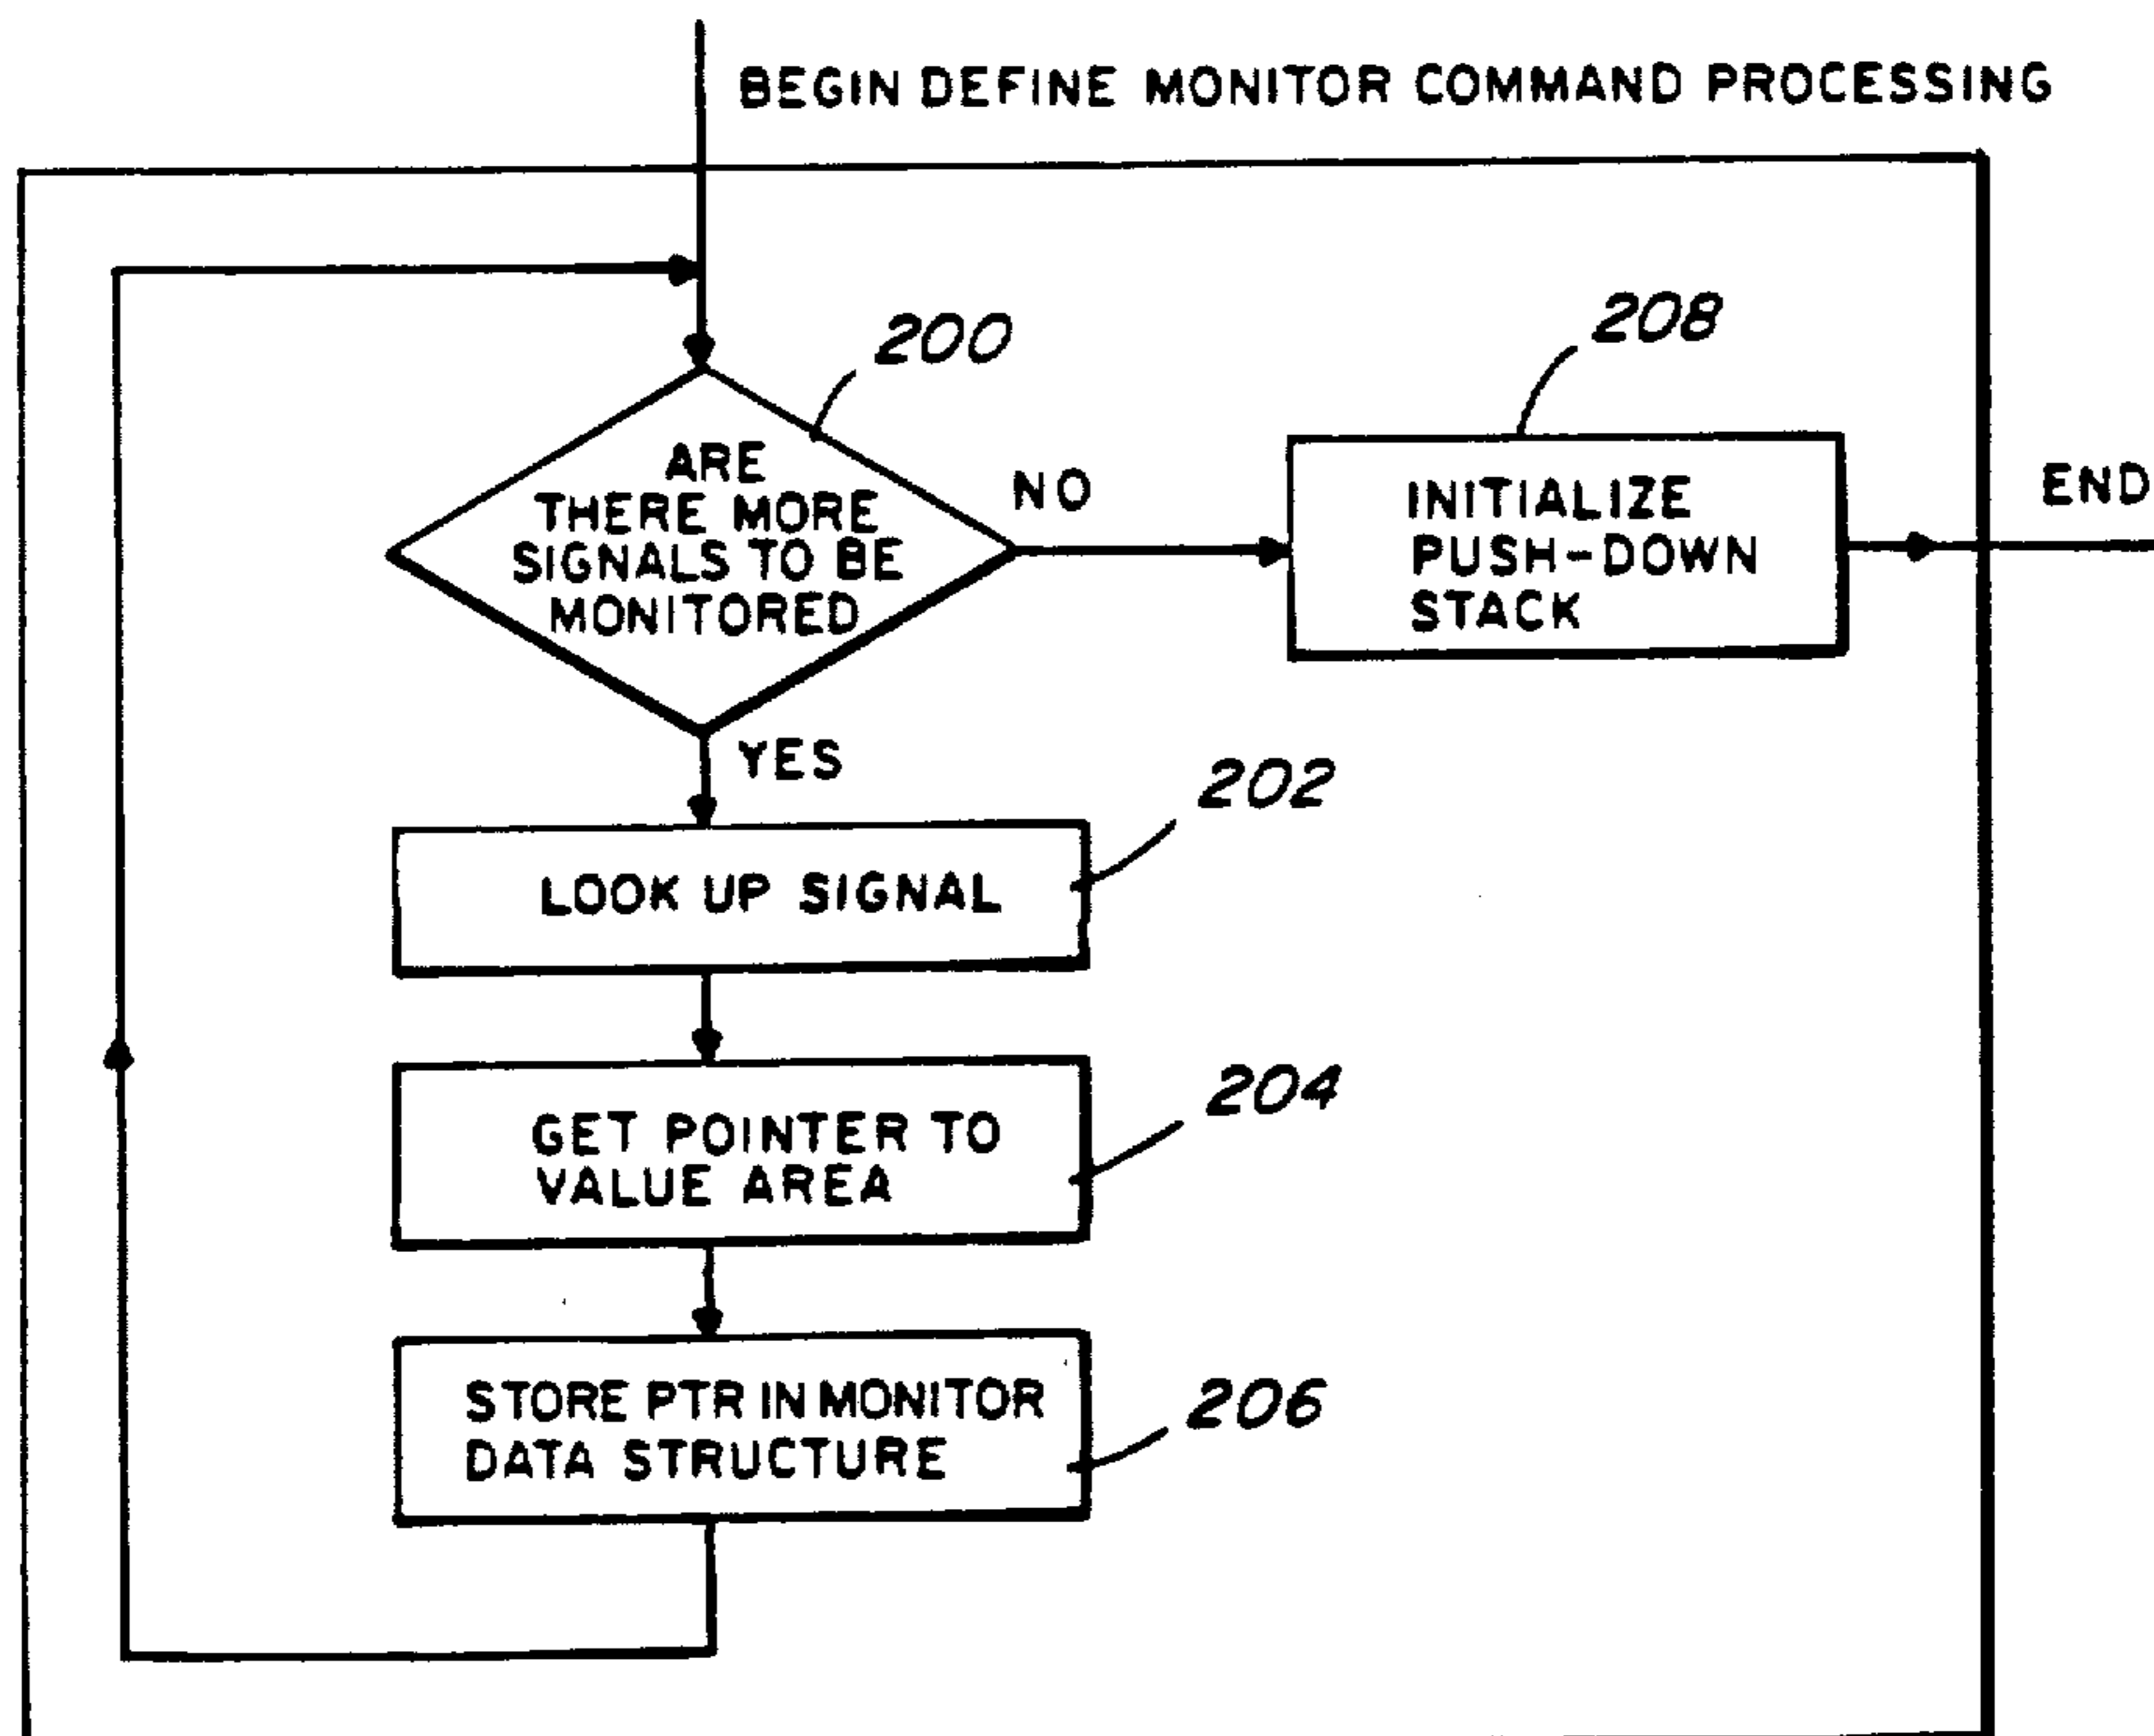 BEGIN DEFINE MONITOR COMMAND PROCESSING
200
ARE
THERE MORE
SIGNALS TO BE
MONITORED
NO
208
INITIALIZE
PUSH-DOWN
STACK
END
YES
202
LOOK UP SIGNAL
204
GET POINTER TO
VALUE AREA
206
STORE PTR IN MONITOR
DATA STRUCTURE